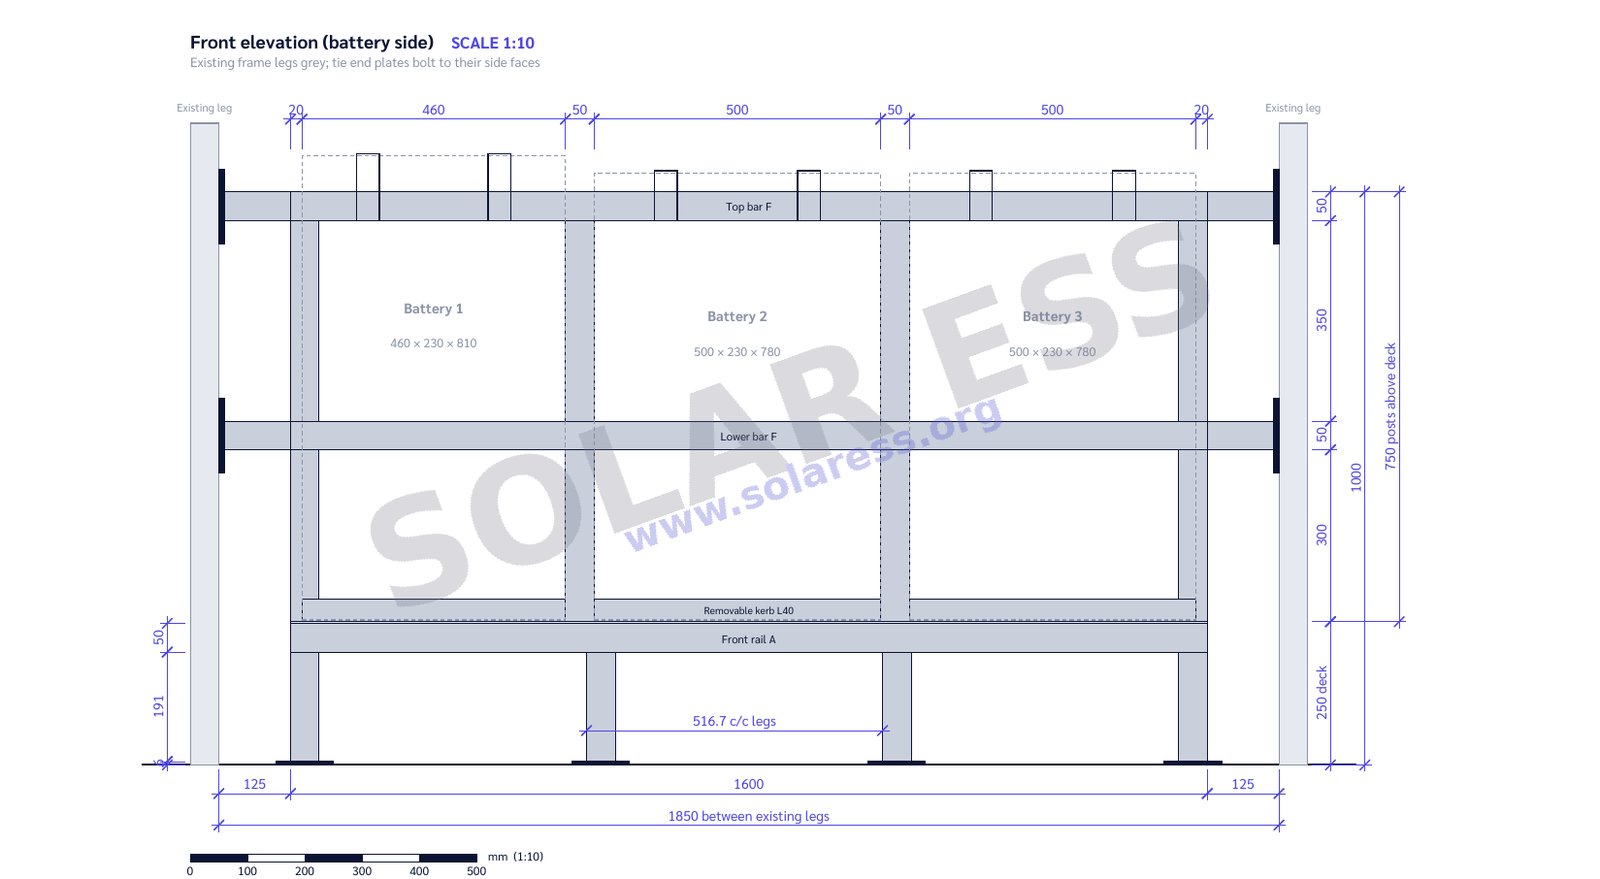 Front elevation (battery side) SCALE 1:10
Existing frame legs grey; tie end plates bolt to their side faces
Existing leg
Existing leg
20 460 50 500 50 500 20
Top bar F
50
Battery 1
460 × 230 × 810
Battery 2
500 × 230 × 780
Battery 3
500 × 230 × 780
350
750 posts above deck
SOLAR ESS
www.solaress.org
Lower bar F
50
1000
300
Removable kerb L40
Front rail A
50
191
250 deck
516.7 c/c legs
125 1600 125
1850 between existing legs
mm (1:10)
0 100 200 300 400 500